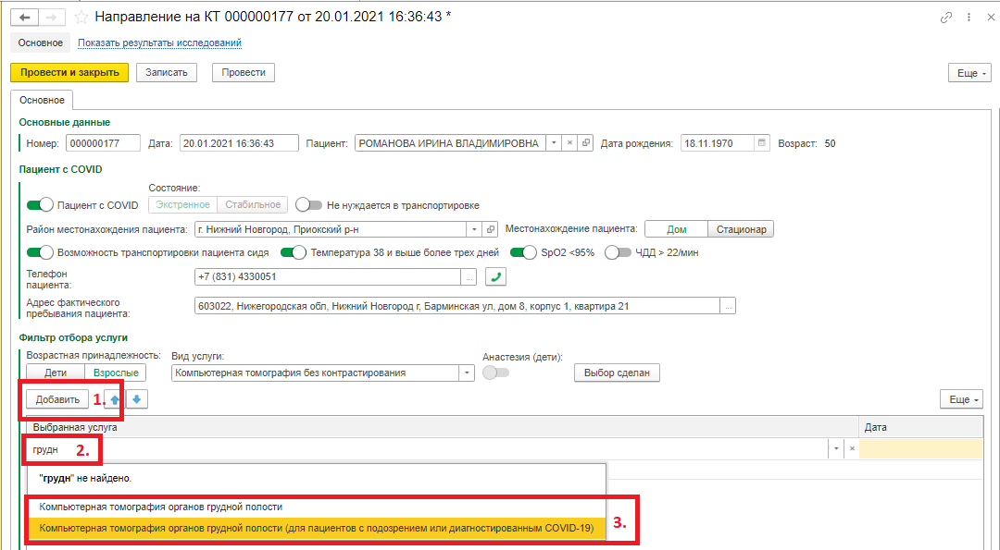 Направление на КТ 000000177 от 20.01.2021 16:36:43 *
Основное Показать результаты исследований
Провести и закрыть Записать Провести Еще
Основное
Основные данные
Номер: 000000177 Дата: 20.01.2021 16:36:43 Пациент: РОМАНОВА ИРИНА ВЛАДИМИРОВНА Дата рождения: 18.11.1970 Возраст: 50
Пациент с COVID
Состояние:
Пациент с COVID Экстренное Стабильное Не нуждается в транспортировке
Район местонахождения пациента: г. Нижний Новгород, Приокский р-н Местонахождение пациента: Дом Стационар
Возможность транспортировки пациента сидя Температура 38 и выше более трех дней SpO2 <95% ЧДД > 22/мин
Телефон
пациента: +7 (831) 4330051 ...
Адрес фактического
пребывания пациента: 603022, Нижегородская обл, Нижний Новгород г, Барминская ул, дом 8, корпус 1, квартира 21 ...
Фильтр отбора услуги
Возрастная принадлежность: Вид услуги: Анастезия (дети):
Дети Взрослые Компьютерная томография без контрастирования Выбор сделан
Добавить 1. Еще
Выбранная услуга Дата
грудн 2.
"грудн" не найдено.
Компьютерная томография органов грудной полости
Компьютерная томография органов грудной полости (для пациентов с подозрением или диагностированным COVID-19) 3.